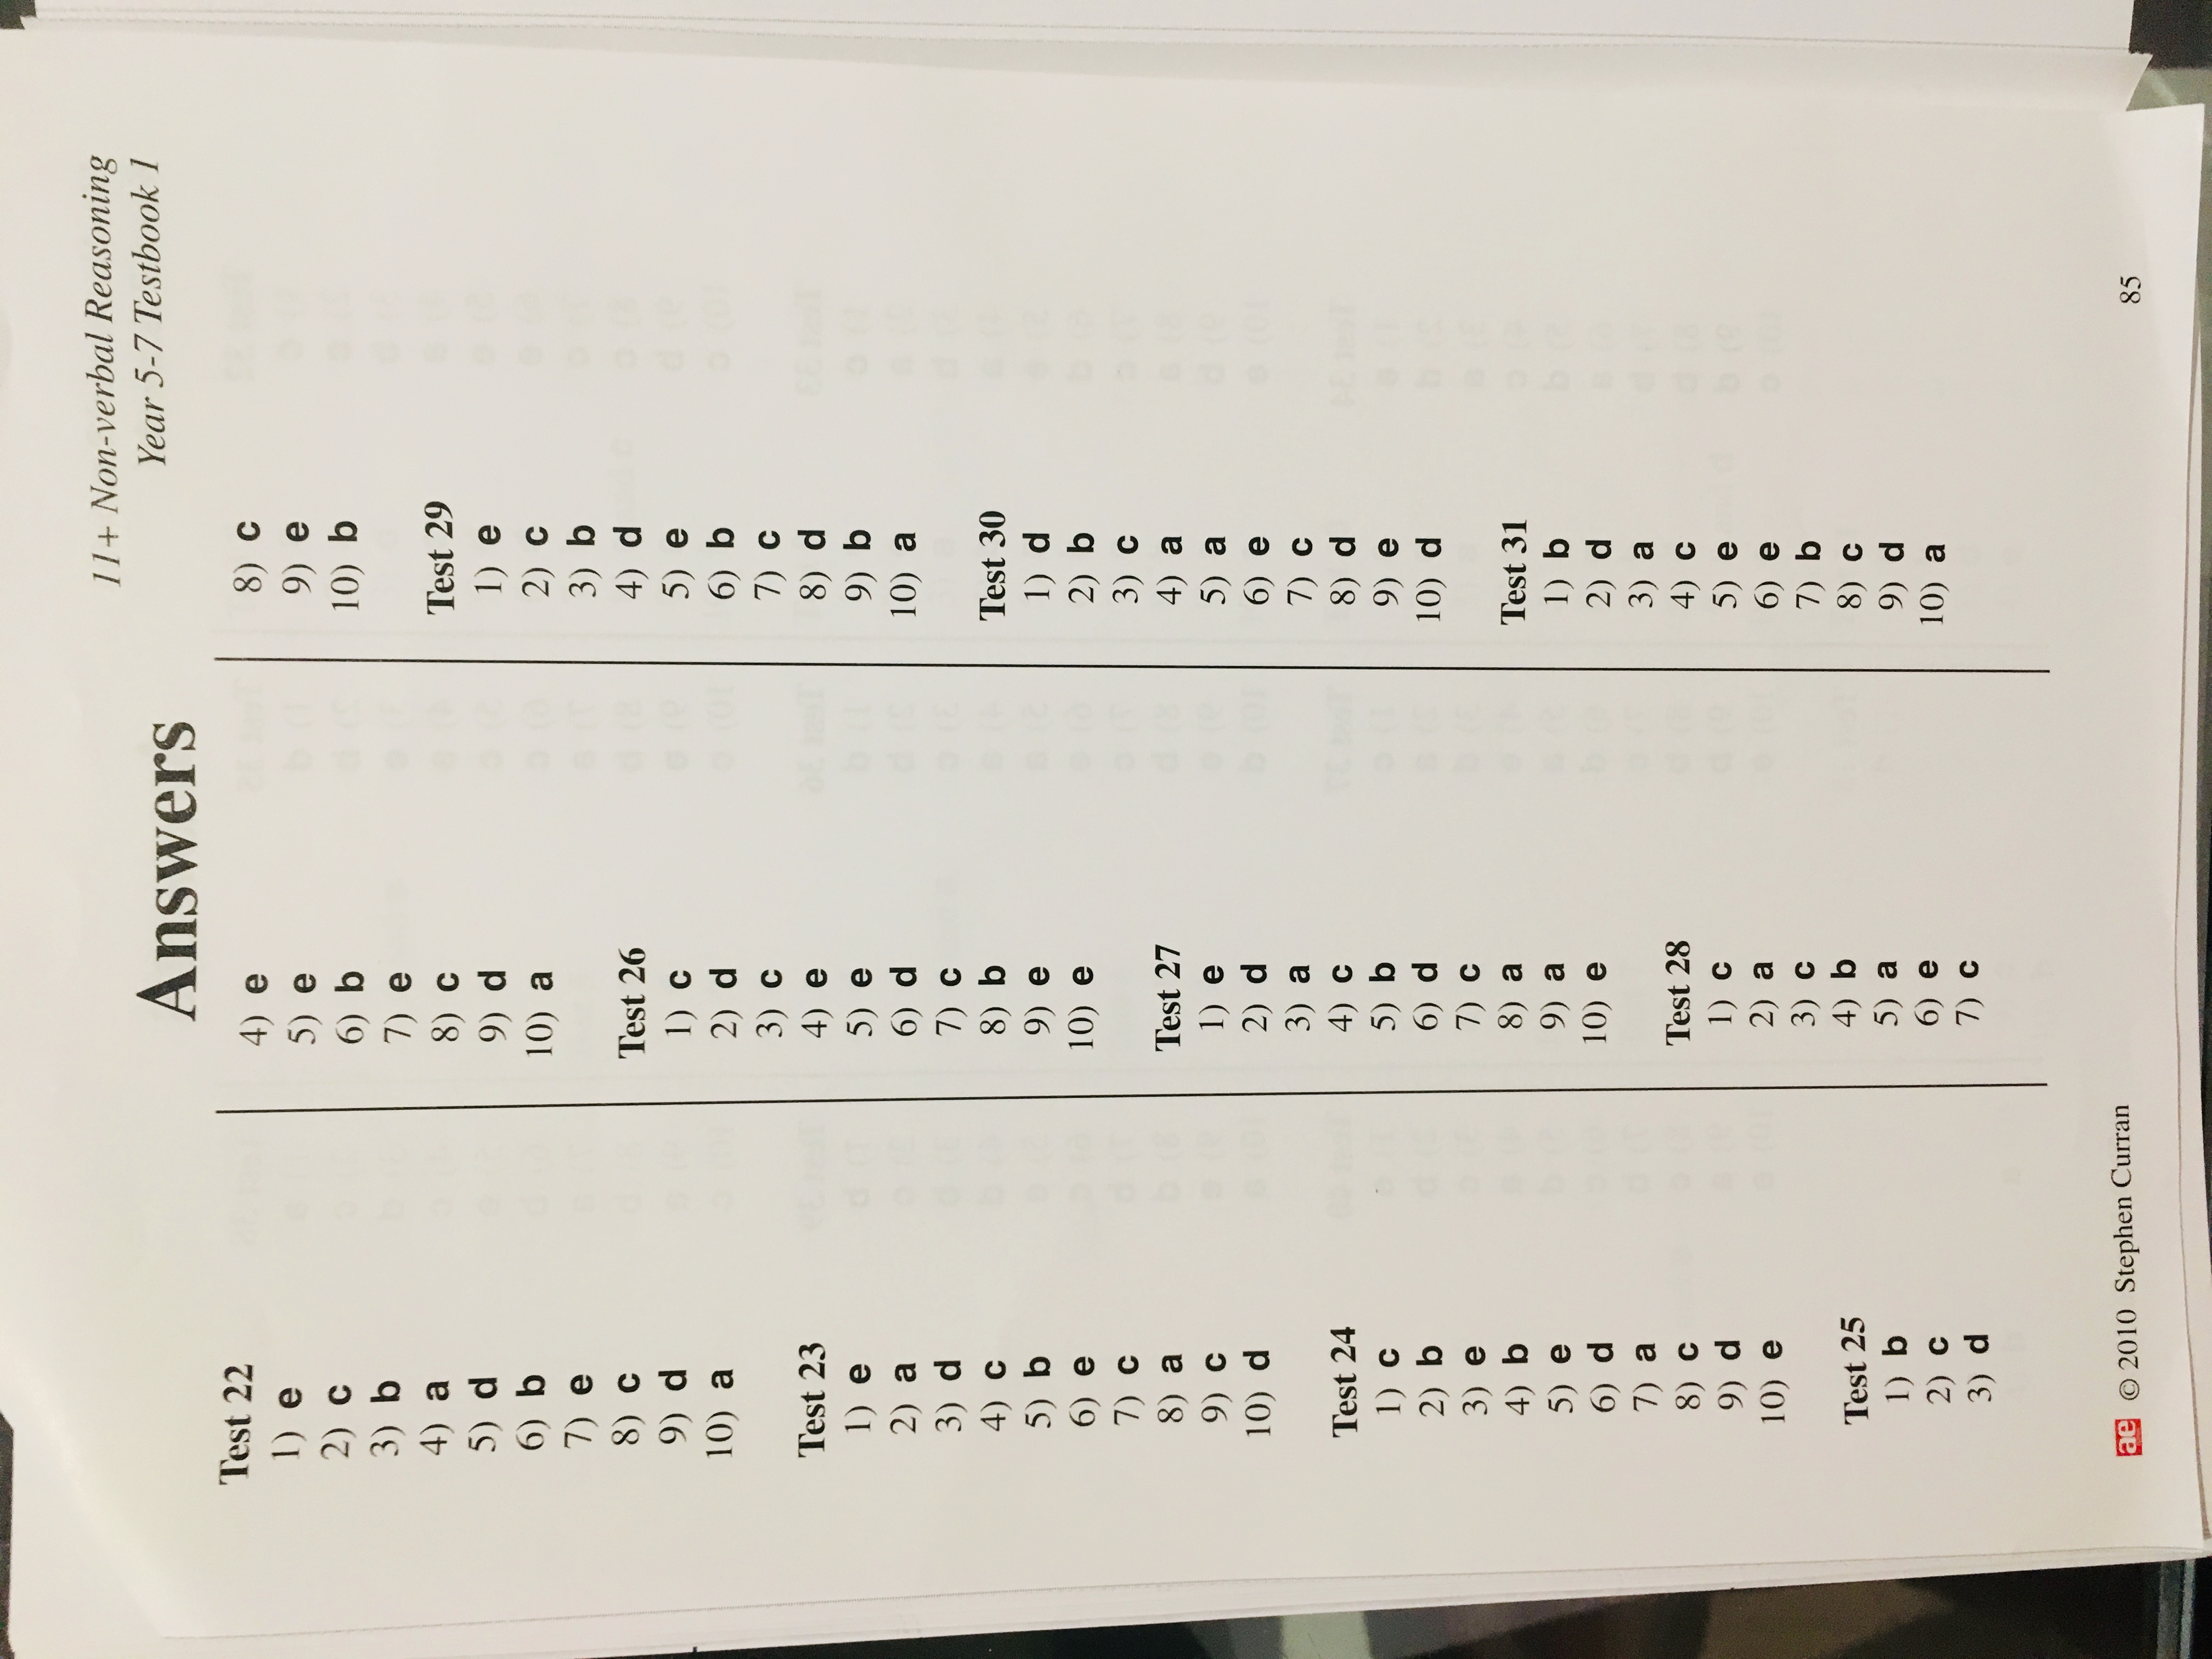 11+ Non-verbal Reasoning
Year 5-7 Testbook 1
Answers
Test 22
1) e
2) c
3) b
4) a
5) d
6) b
7) e
8) c
9) d
10) a
Test 23
1) e
2) a
3) d
4) c
5) b
6) e
7) c
8) a
9) c
10) d
Test 24
1) c
2) b
3) e
4) b
5) e
6) d
7) a
8) c
9) d
10) e
Test 25
1) b
2) c
3) d
4) e
5) e
6) b
7) e
8) c
9) d
10) a
Test 26
1) c
2) d
3) c
4) e
5) e
6) d
7) c
8) b
9) e
10) e
Test 27
1) e
2) d
3) a
4) c
5) b
6) d
7) c
8) a
9) a
10) e
Test 28
1) c
2) a
3) c
4) b
5) a
6) e
7) c
8) c
9) e
10) b
Test 29
1) e
2) c
3) b
4) d
5) e
6) b
7) c
8) d
9) b
10) a
Test 30
1) d
2) b
3) c
4) a
5) a
6) e
7) c
8) d
9) e
10) d
Test 31
1) b
2) d
3) a
4) c
5) e
6) e
7) b
8) c
9) d
10) a
ae © 2010 Stephen Curran 85